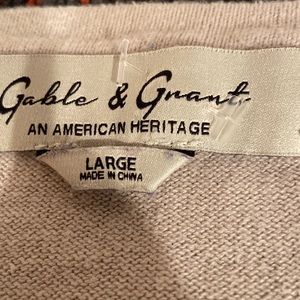 Gable & Grant
AN AMERICAN HERITAGE
LARGE
MADE IN CHINA